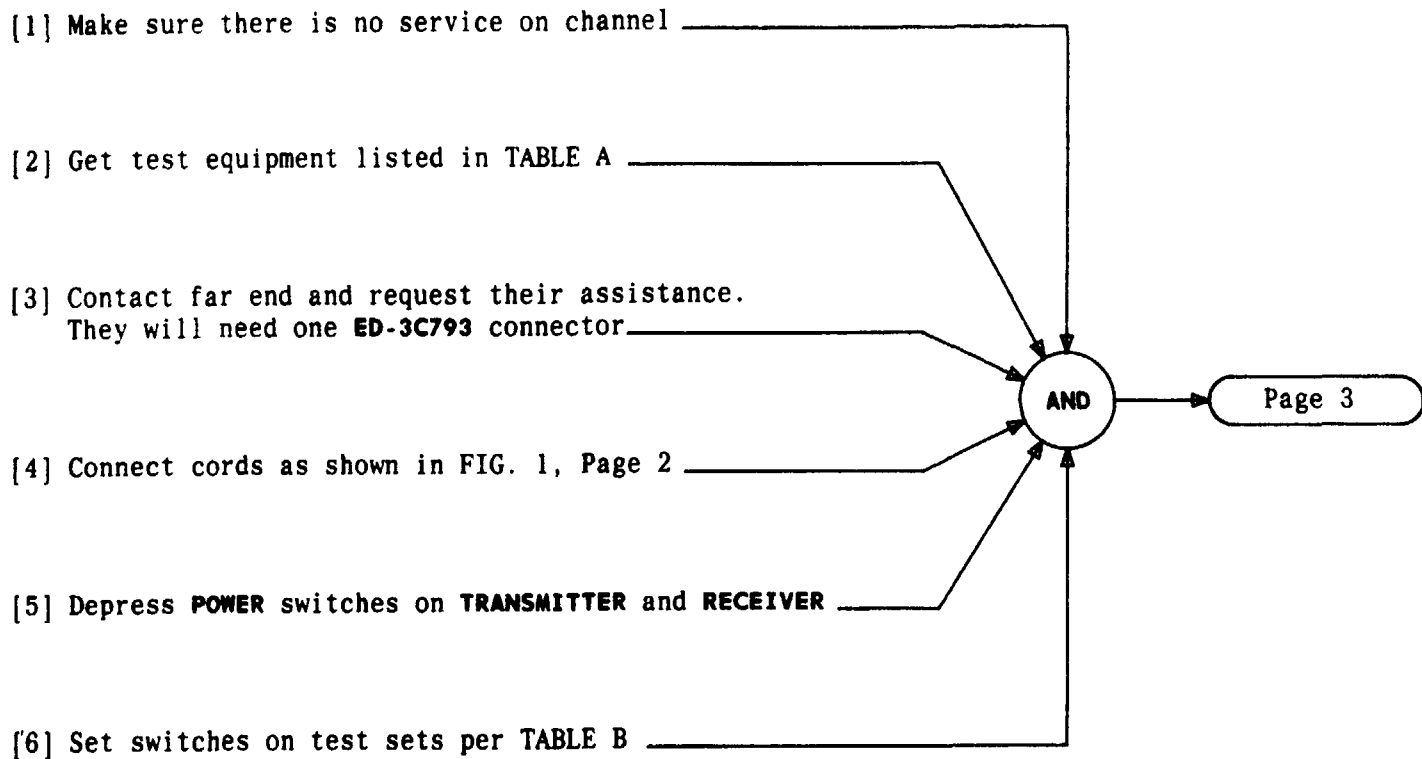 [1] Make sure there is no service on channel
[2] Get test equipment listed in TABLE A
[3] Contact far end and request their assistance.
They will need one ED-3C793 connector
AND
Page 3
[4] Connect cords as shown in FIG. 1, Page 2
[5] Depress POWER switches on TRANSMITTER and RECEIVER
[6] Set switches on test sets per TABLE B